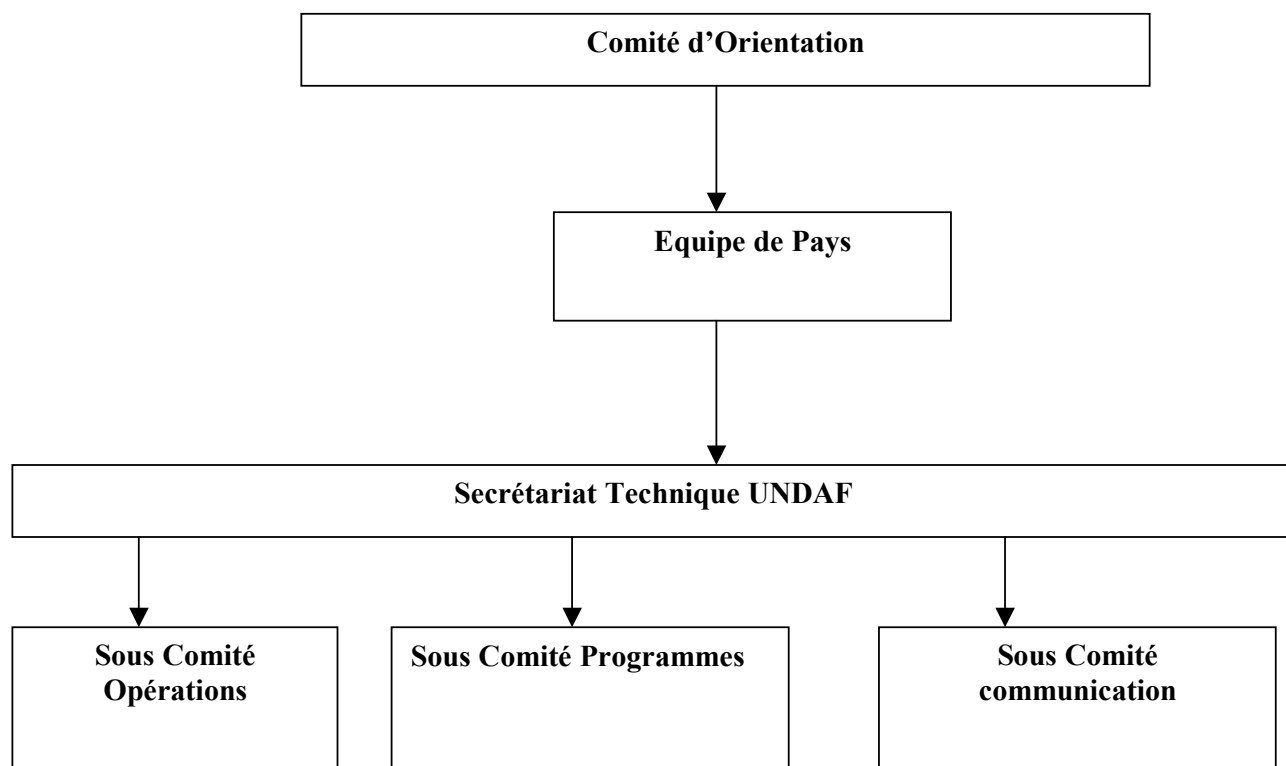 Comité d’Orientation
Equipe de Pays
Secrétariat Technique UNDAF
Sous Comité
Opérations
Sous Comité Programmes
Sous Comité
communication